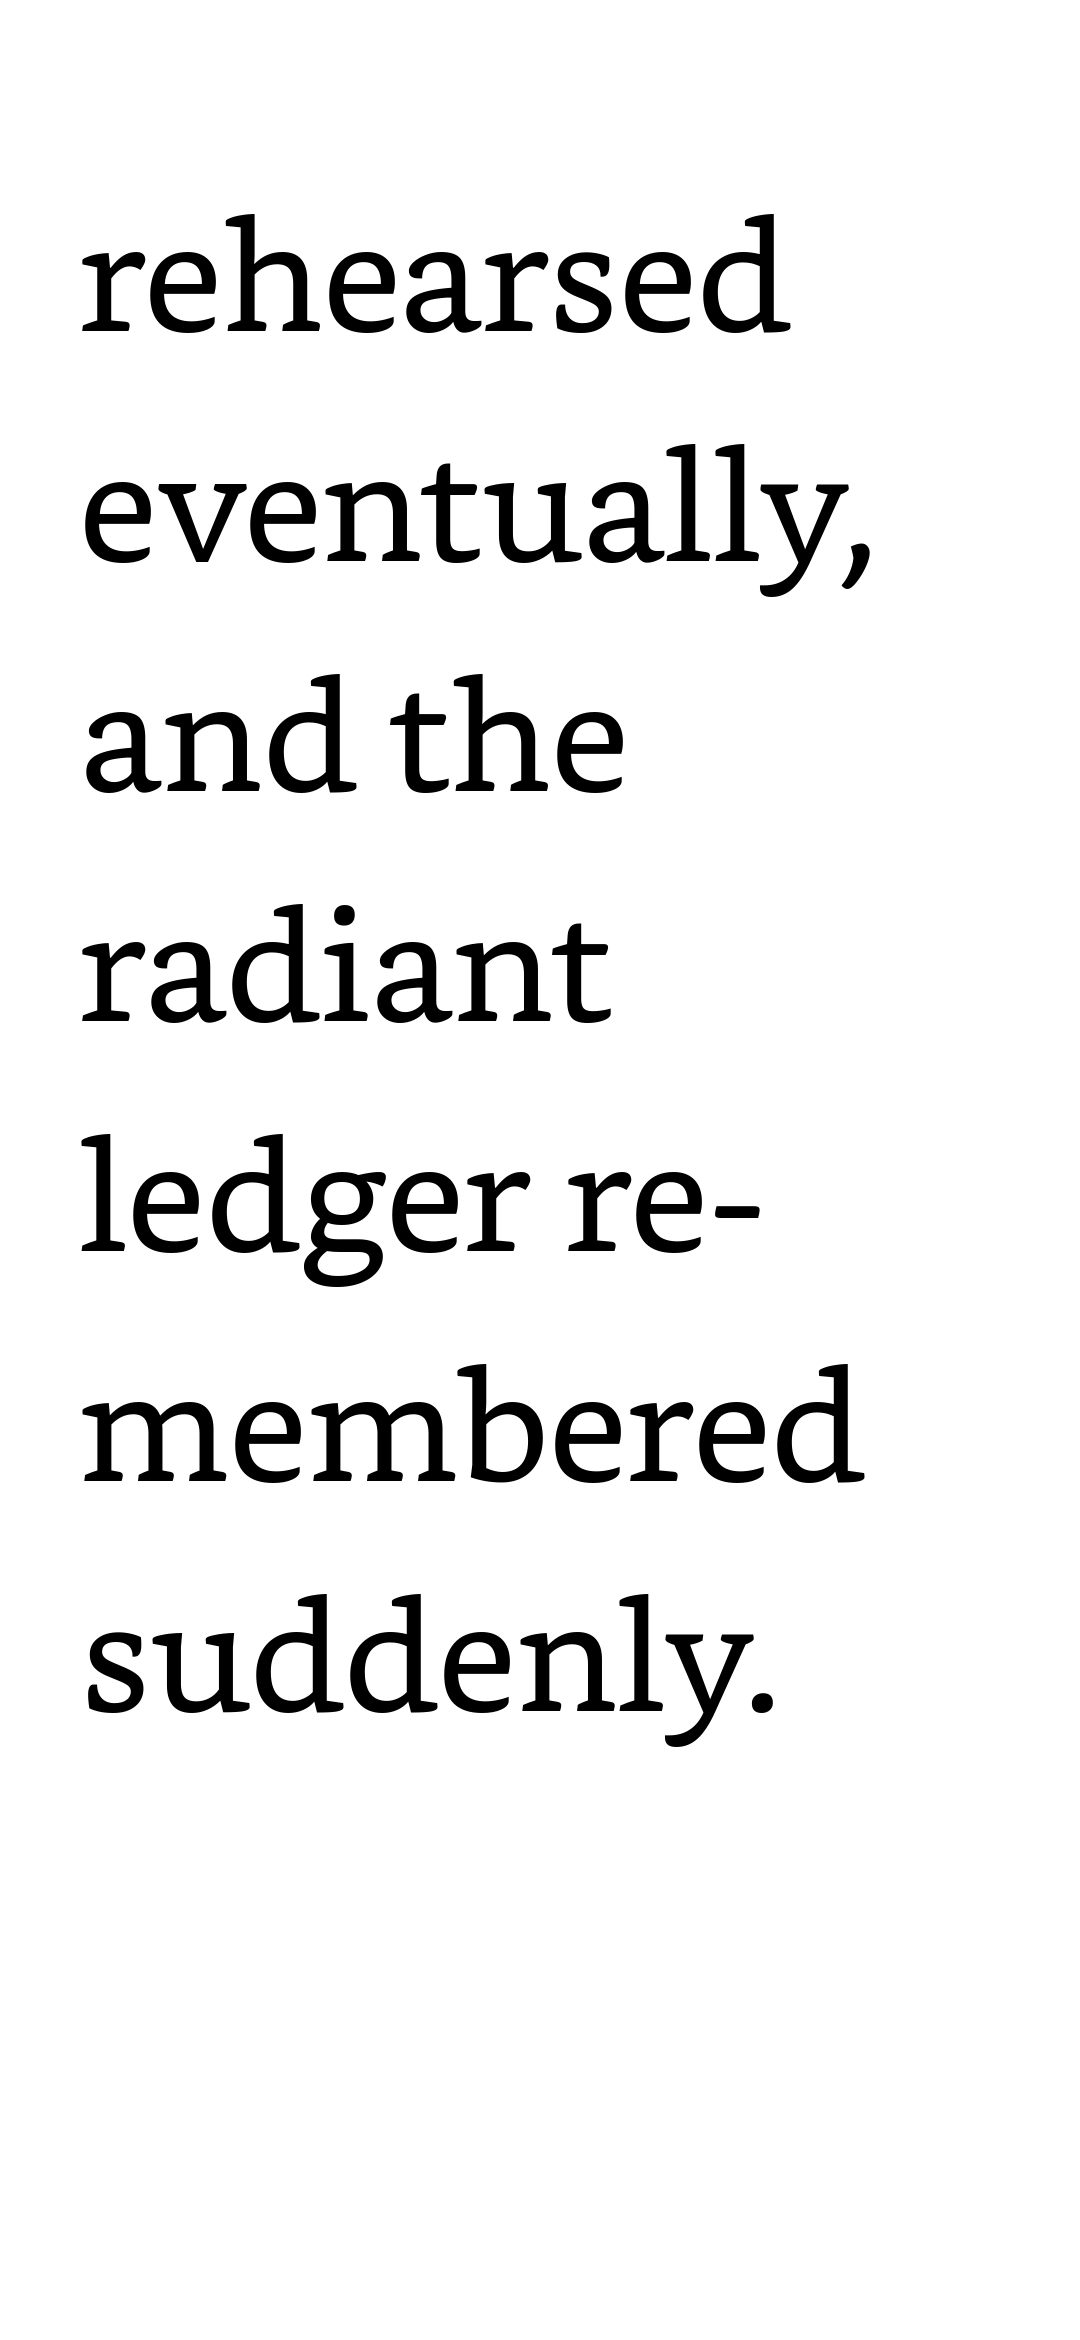 rehearsed
eventually,
and the
radiant
ledger re-
membered
suddenly.